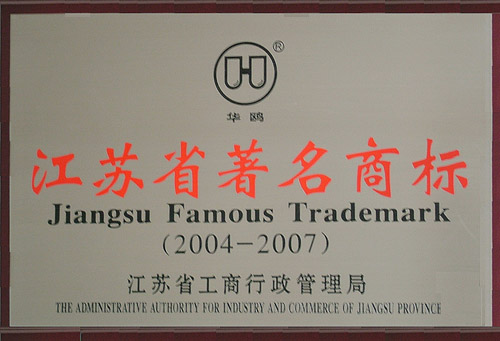 ®
华鸥
江苏省著名商标
Jiangsu Famous Trademark
(2004-2007)
江苏省工商行政管理局
THE ADMINISTRATIVE AUTHORITY FOR INDUSTRY AND COMMERCE OF JIANGSU PROVINCE